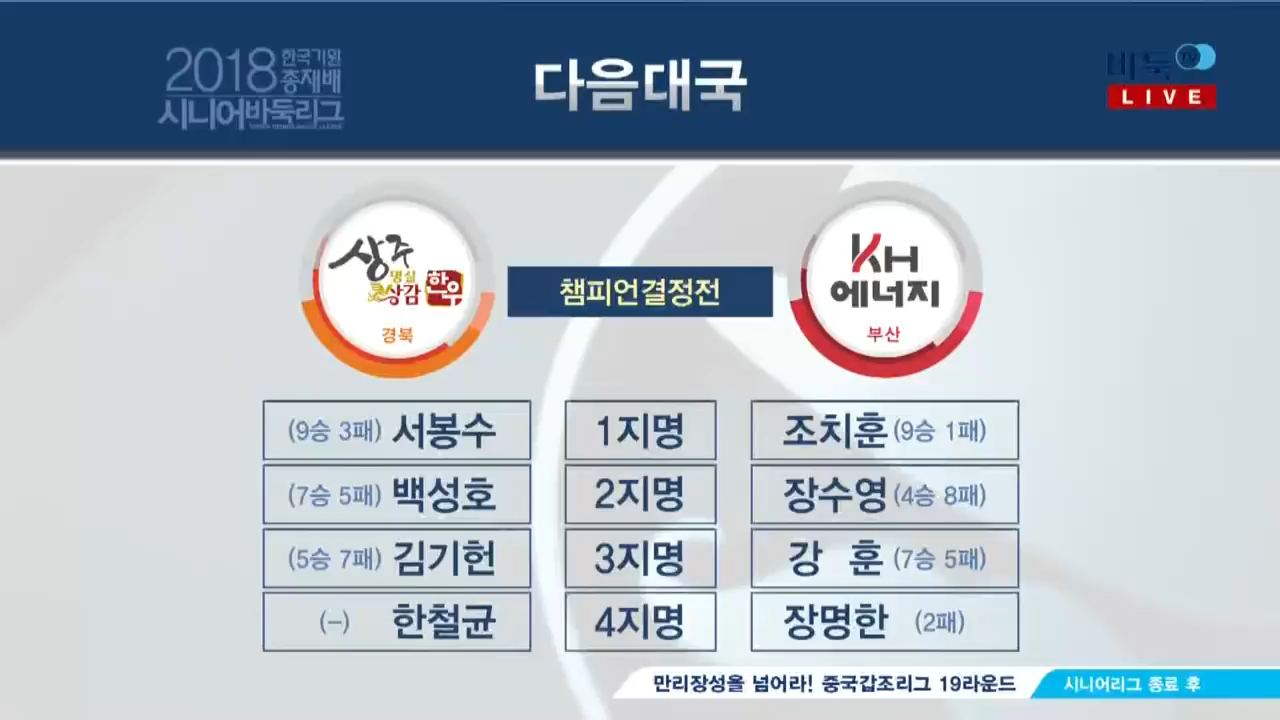 2018 한국기원
총재배
시니어바둑리그
다음대국
바둑TV
LIVE
상주
명실
상감 한우
경북
챔피언결정전
KH
에너지
부산
(9승 3패) 서봉수 1지명 조치훈 (9승 1패)
(7승 5패) 백성호 2지명 장수영 (4승 8패)
(5승 7패) 김기헌 3지명 강 훈 (7승 5패)
(-) 한철균 4지명 장명한 (2패)
만리장성을 넘어라! 중국갑조리그 19라운드 시니어리그 종료 후